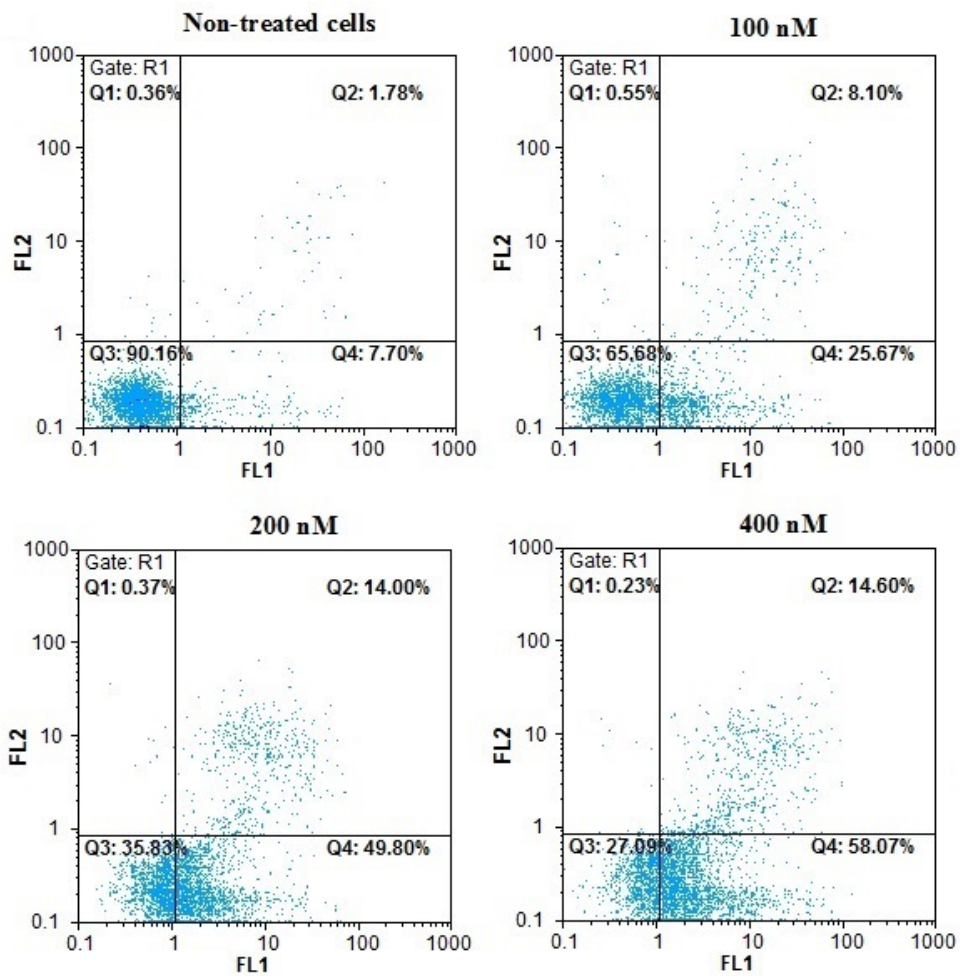 Non-treated cells
1000
100
10
1
0.1
FL2
Gate: R1
Q1: 0.36%
Q2: 1.78%
Q3: 90.16%
Q4: 7.70%
0.1
1
10
100
1000
FL1
100 nM
1000
100
10
1
0.1
FL2
Gate: R1
Q1: 0.55%
Q2: 8.10%
Q3: 65.68%
Q4: 25.67%
0.1
1
10
100
1000
FL1
200 nM
1000
100
10
1
0.1
FL2
Gate: R1
Q1: 0.37%
Q2: 14.00%
Q3: 35.83%
Q4: 49.80%
0.1
1
10
100
1000
FL1
400 nM
1000
100
10
1
0.1
FL2
Gate: R1
Q1: 0.23%
Q2: 14.60%
Q3: 27.09%
Q4: 58.07%
0.1
1
10
100
1000
FL1